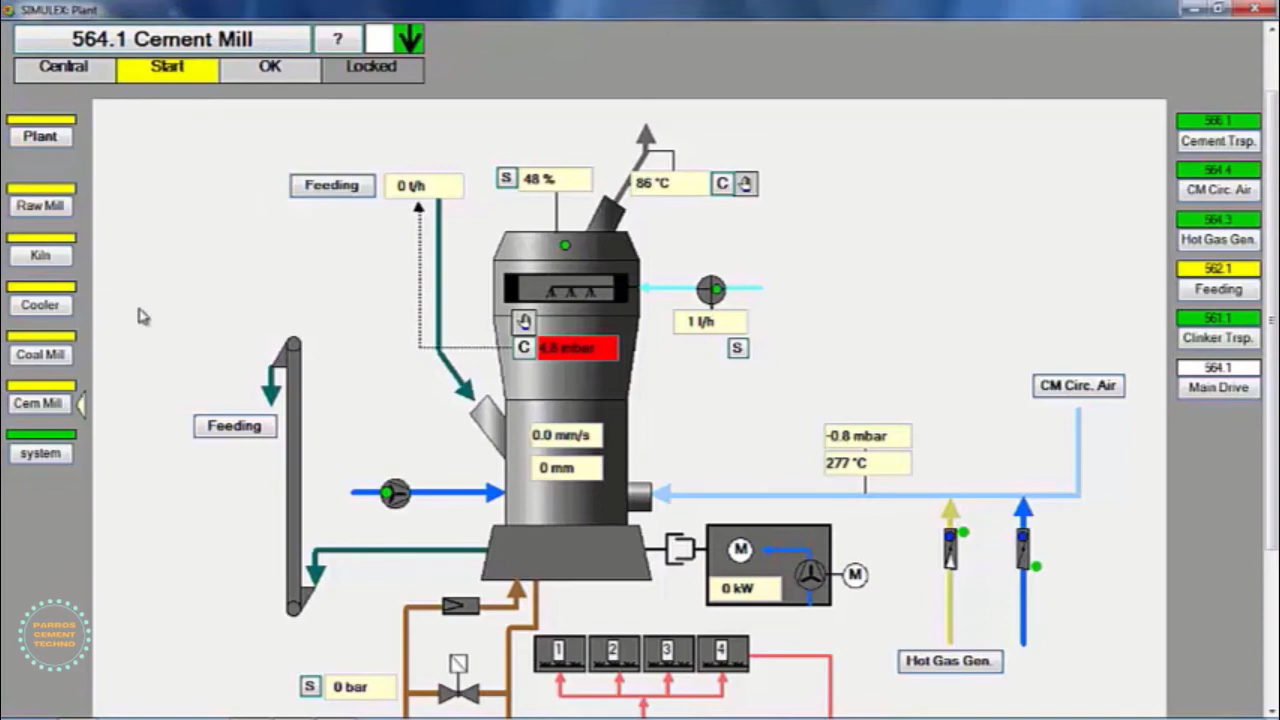 SIMULEX: Plant
564.1 Cement Mill
?
Central
Start
OK
Locked
Plant
Raw Mill
Kiln
Cooler
Coal Mill
Cem Mill
system
566.1
Cement Trsp.
564.4
CM Circ. Air
564.3
Hot Gas Gen.
562.1
Feeding
561.1
Clinker Trsp.
564.1
Main Drive
Feeding
0 t/h
S
48 %
86 °C
C
1 l/h
S
C
4.8 mbar
0.0 mm/s
0 mm
Feeding
CM Circ. Air
-0.8 mbar
277 °C
M
0 kW
M
Hot Gas Gen.
1
2
3
4
S
0 bar
PARROS
CEMENT
TECHNO